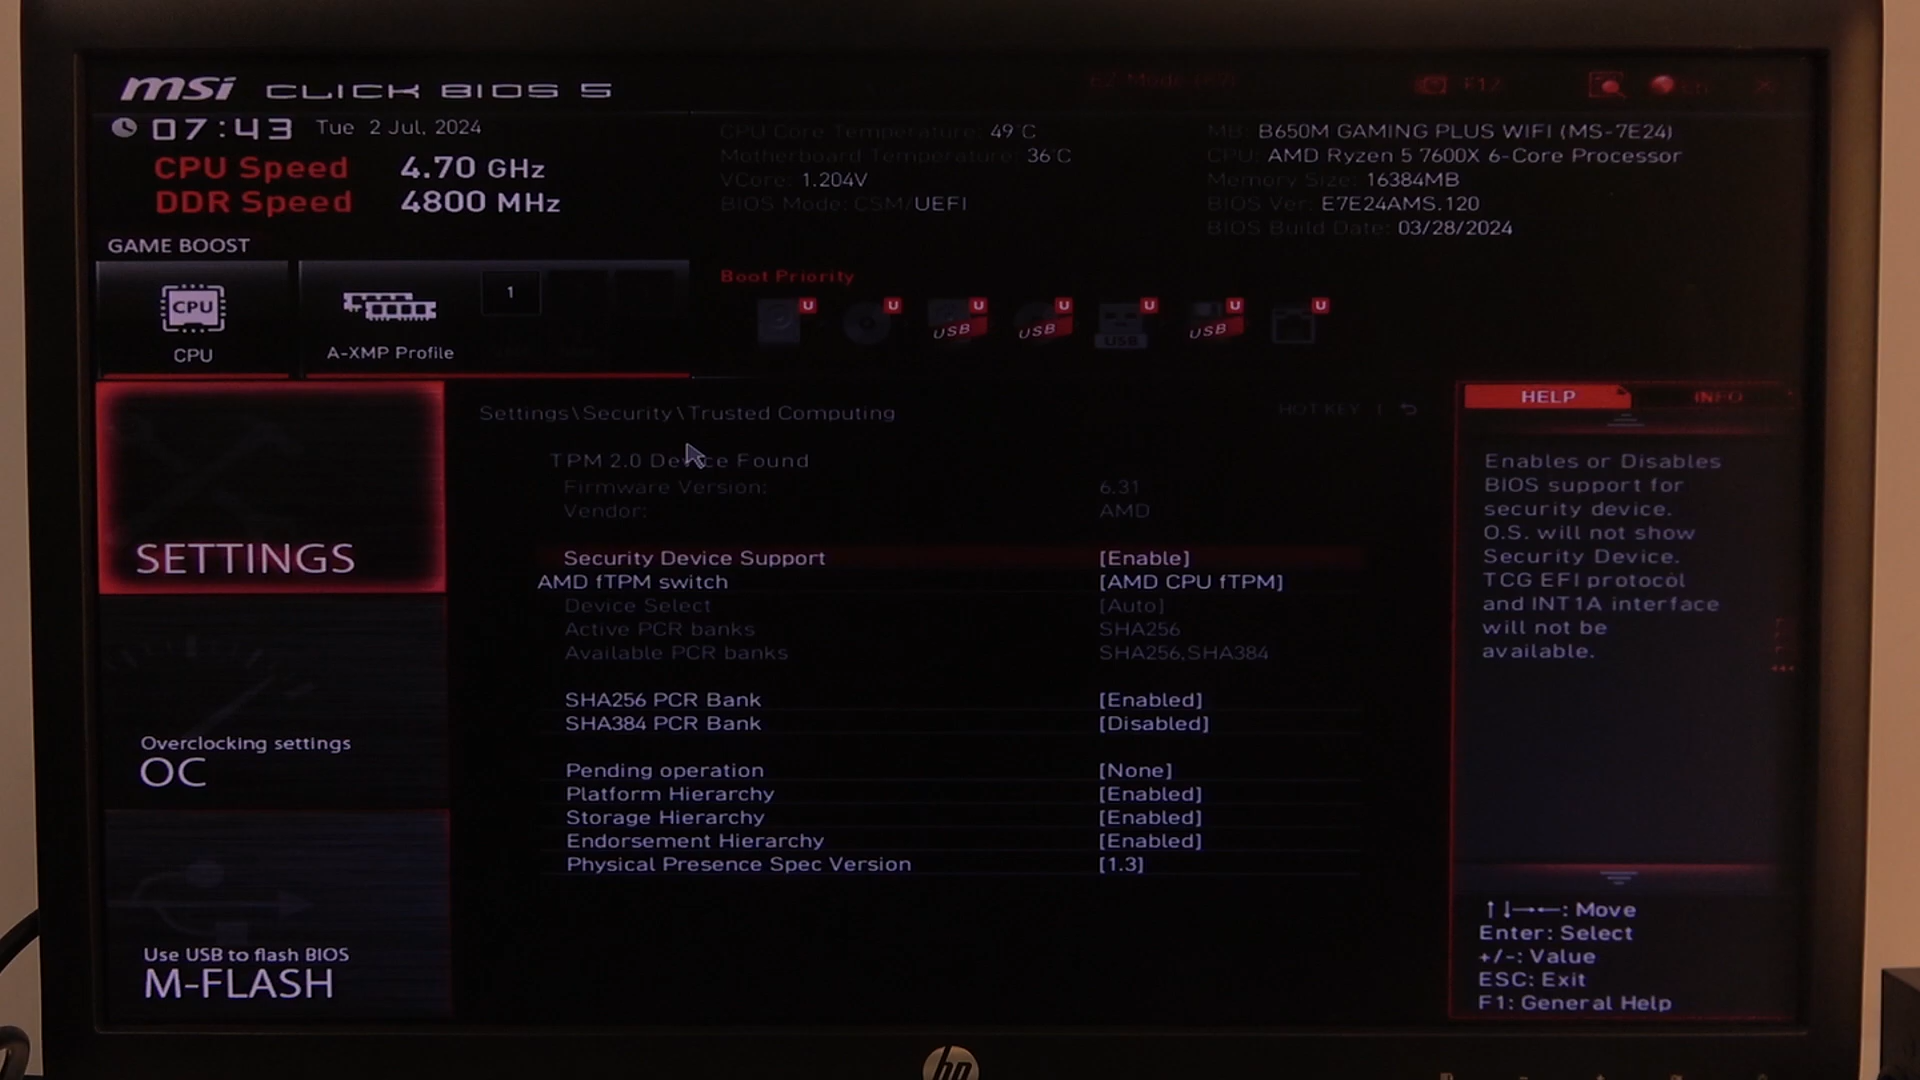 msi CLICK BIOS 5
F12
07:43 Tue 2 Jul, 2024
CPU Speed 4.70 GHz
DDR Speed 4800 MHz
CPU Core Temperature: 49°C
Motherboard Temperature: 36°C
VCore: 1.204V
BIOS Mode: CSM/UEFI
MB: B650M GAMING PLUS WIFI (MS-7E24)
CPU: AMD Ryzen 5 7600X 6-Core Processor
Memory Size: 16384MB
BIOS Ver: E7E24AMS.120
BIOS Build Date: 03/28/2024
GAME BOOST
CPU
CPU
1
A-XMP Profile
Boot Priority
U U U U U U U
USB USB USB USB
SETTINGS
Overclocking settings
OC
Use USB to flash BIOS
M-FLASH
Settings\Security\Trusted Computing
HOT KEY
TPM 2.0 Device Found
Firmware Version: 6.31
Vendor: AMD
Security Device Support [Enable]
AMD fTPM switch [AMD CPU fTPM]
Device Select [Auto]
Active PCR banks SHA256
Available PCR banks SHA256,SHA384
SHA256 PCR Bank [Enabled]
SHA384 PCR Bank [Disabled]
Pending operation [None]
Platform Hierarchy [Enabled]
Storage Hierarchy [Enabled]
Endorsement Hierarchy [Enabled]
Physical Presence Spec Version [1.3]
HELP INFO
Enables or Disables
BIOS support for
security device.
O.S. will not show
Security Device.
TCG EFI protocol
and INT1A interface
will not be
available.
↑↓→←: Move
Enter: Select
+/-: Value
ESC: Exit
F1: General Help
hp